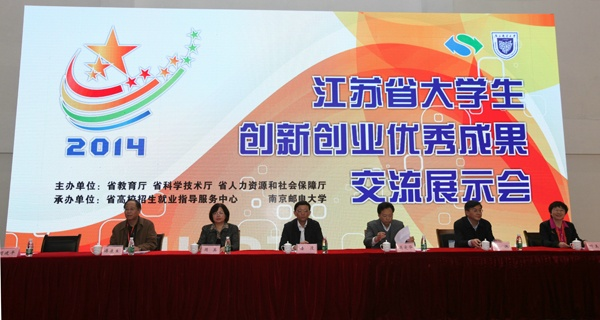 2014
江苏省大学生
创新创业优秀成果
交流展示会
主办单位：省教育厅 省科学技术厅 省人力资源和社会保障厅
承办单位：省高校招生就业指导服务中心 南京邮电大学